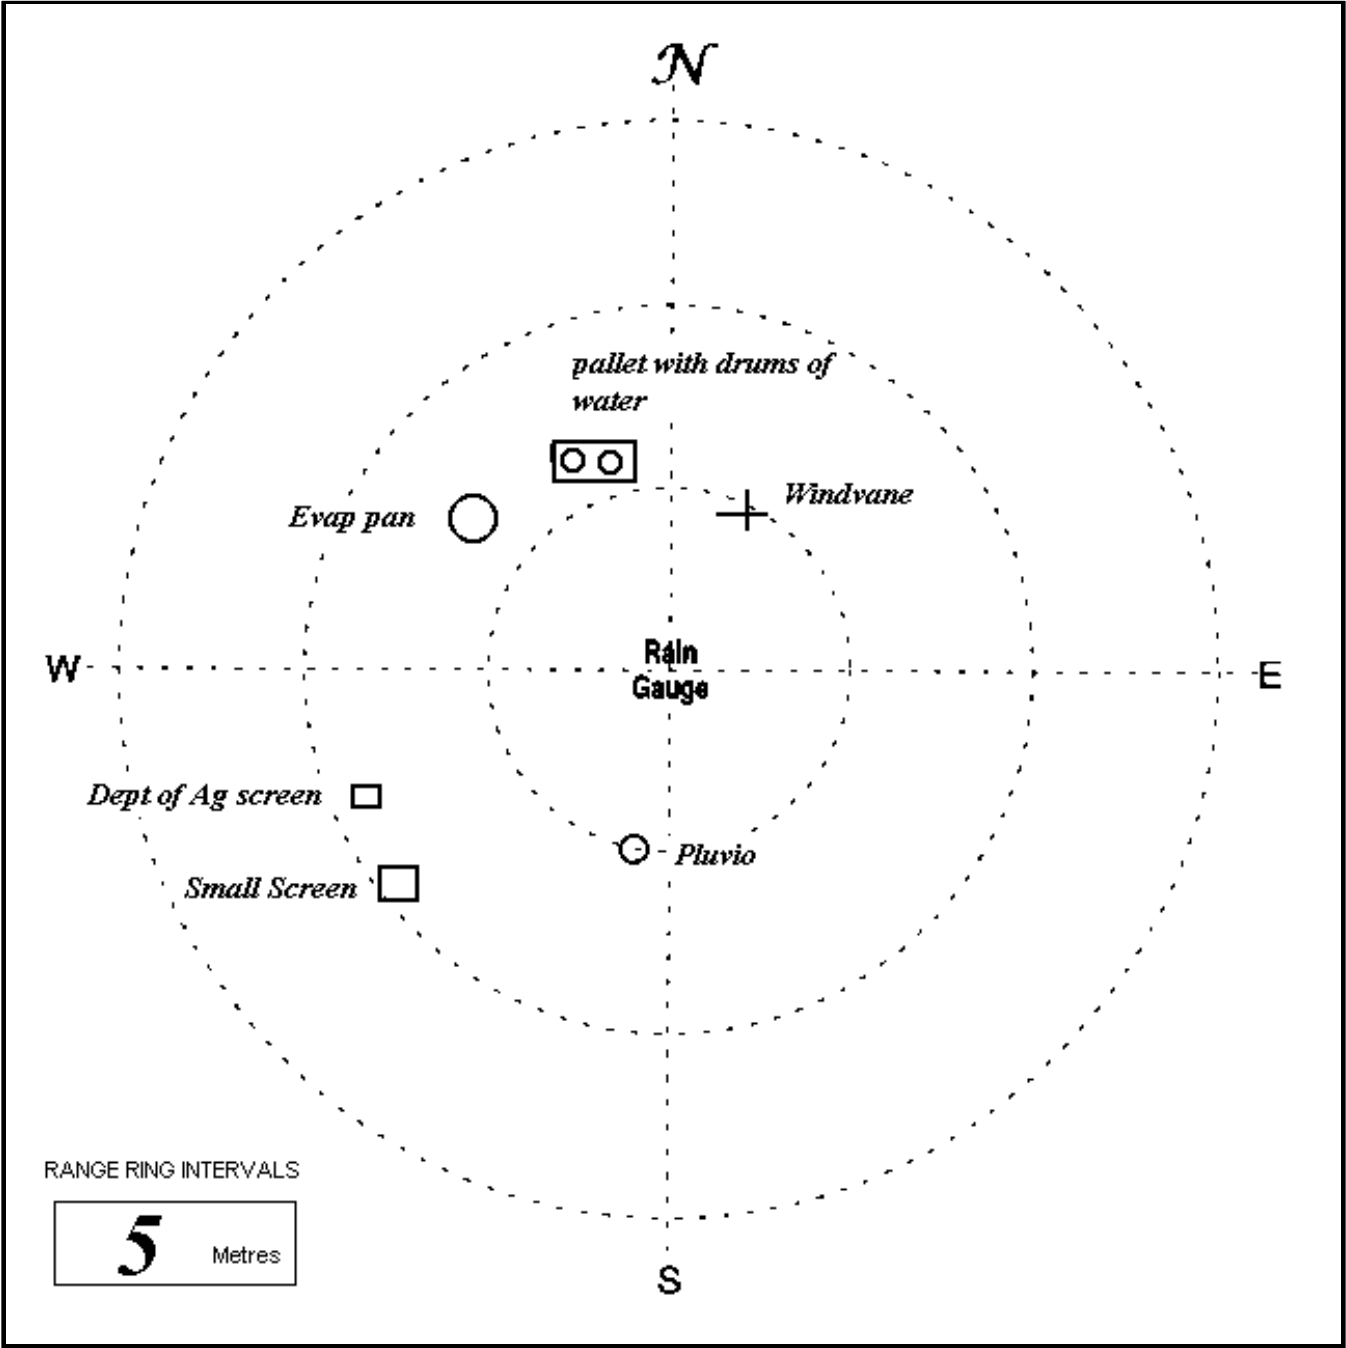 N
pallet with drums of
water
Windvane
Evap pan
Rain
Gauge
W
E
Dept of Ag screen
Pluvio
Small Screen
RANGE RING INTERVALS
5 Metres
S